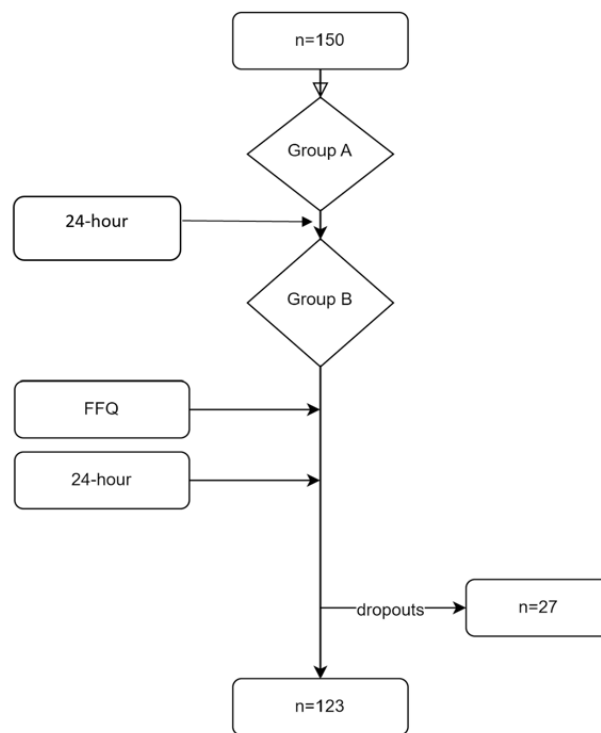 n=150
Group A
24-hour
Group B
FFQ
24-hour
dropouts
n=27
n=123